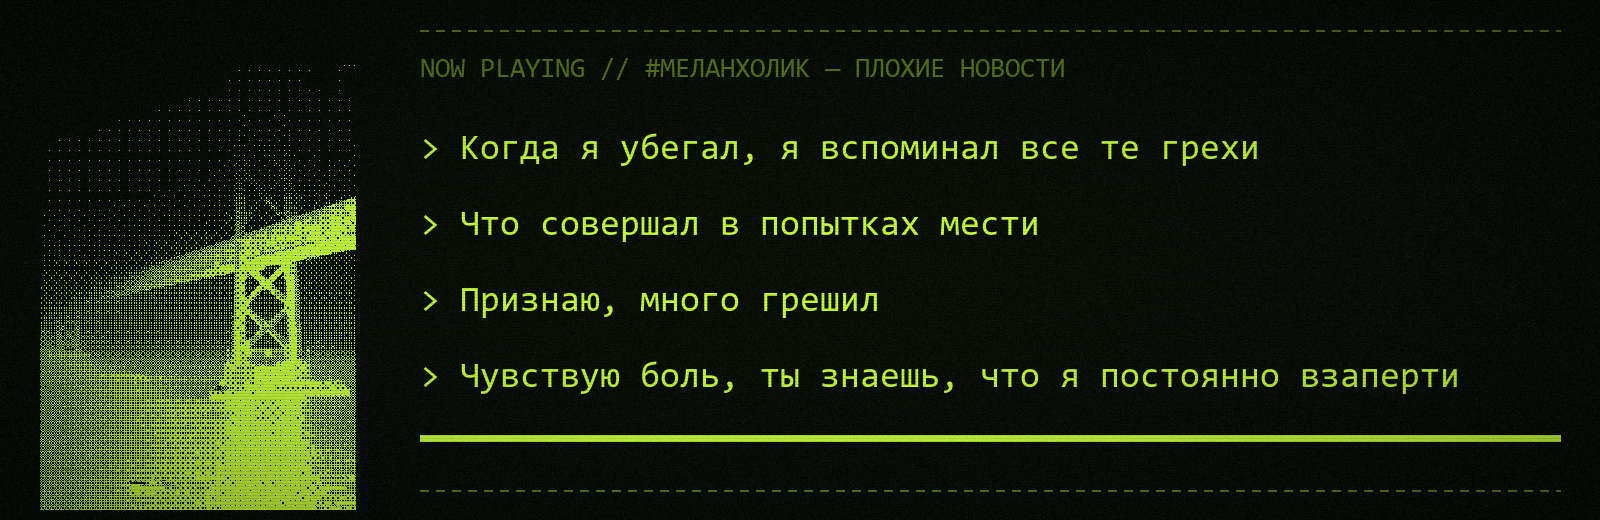 NOW PLAYING // #МЕЛАНХОЛИК — ПЛОХИЕ НОВОСТИ
> Когда я убегал, я вспоминал все те грехи
> Что совершал в попытках мести
> Признаю, много грешил
> Чувствую боль, ты знаешь, что я постоянно взаперти